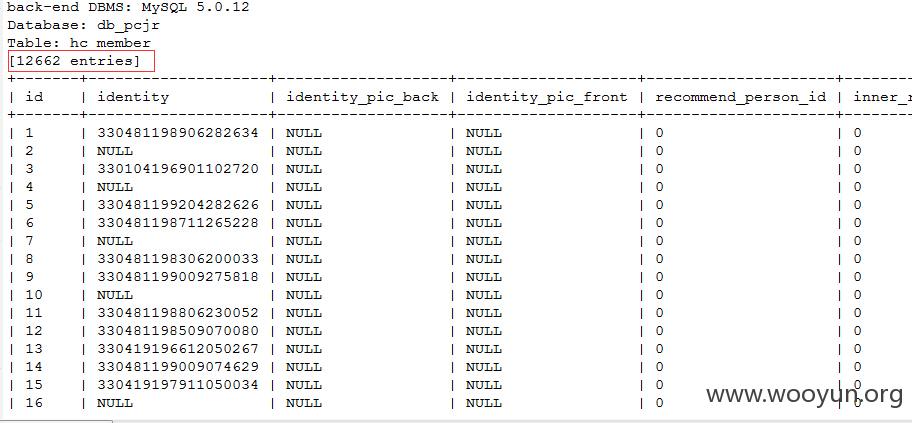 back-end DBMS: MySQL 5.0.12
Database: db_pcjr
Table: hc_member
[12662 entries]
| id | identity | identity_pic_back | identity_pic_front | recommend_person_id | inner_r
| 1 | 330481198906282634 | NULL | NULL | 0 | 0
| 2 | NULL | NULL | NULL | 0 | 0
| 3 | 330104196901102720 | NULL | NULL | 0 | 0
| 4 | NULL | NULL | NULL | 0 | 0
| 5 | 330481199204282626 | NULL | NULL | 0 | 0
| 6 | 330481198711265228 | NULL | NULL | 0 | 0
| 7 | NULL | NULL | NULL | 0 | 0
| 8 | 330481198306200033 | NULL | NULL | 0 | 0
| 9 | 330481199009275818 | NULL | NULL | 0 | 0
| 10 | NULL | NULL | NULL | 0 | 0
| 11 | 330481198806230052 | NULL | NULL | 0 | 0
| 12 | 330481198509070080 | NULL | NULL | 0 | 0
| 13 | 330419196612050267 | NULL | NULL | 0 | 0
| 14 | 330481199009074629 | NULL | NULL | 0 | 0
| 15 | 330419197911050034 | NULL | NULL | 0 | 0
| 16 | NULL | NULL | NULL | 0 | 0
www.wooyun.org